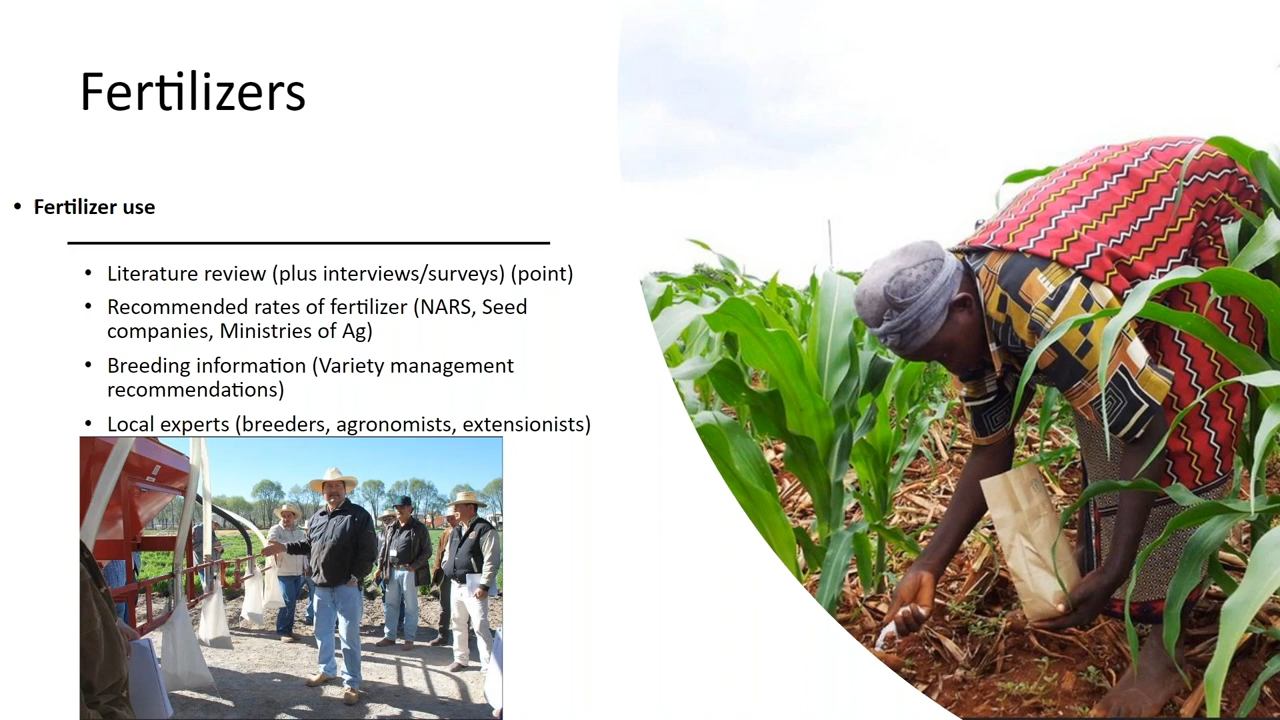 Fertilizers
• Fertilizer use
• Literature review (plus interviews/surveys) (point)
• Recommended rates of fertilizer (NARS, Seed
companies, Ministries of Ag)
• Breeding information (Variety management
recommendations)
• Local experts (breeders, agronomists, extensionists)